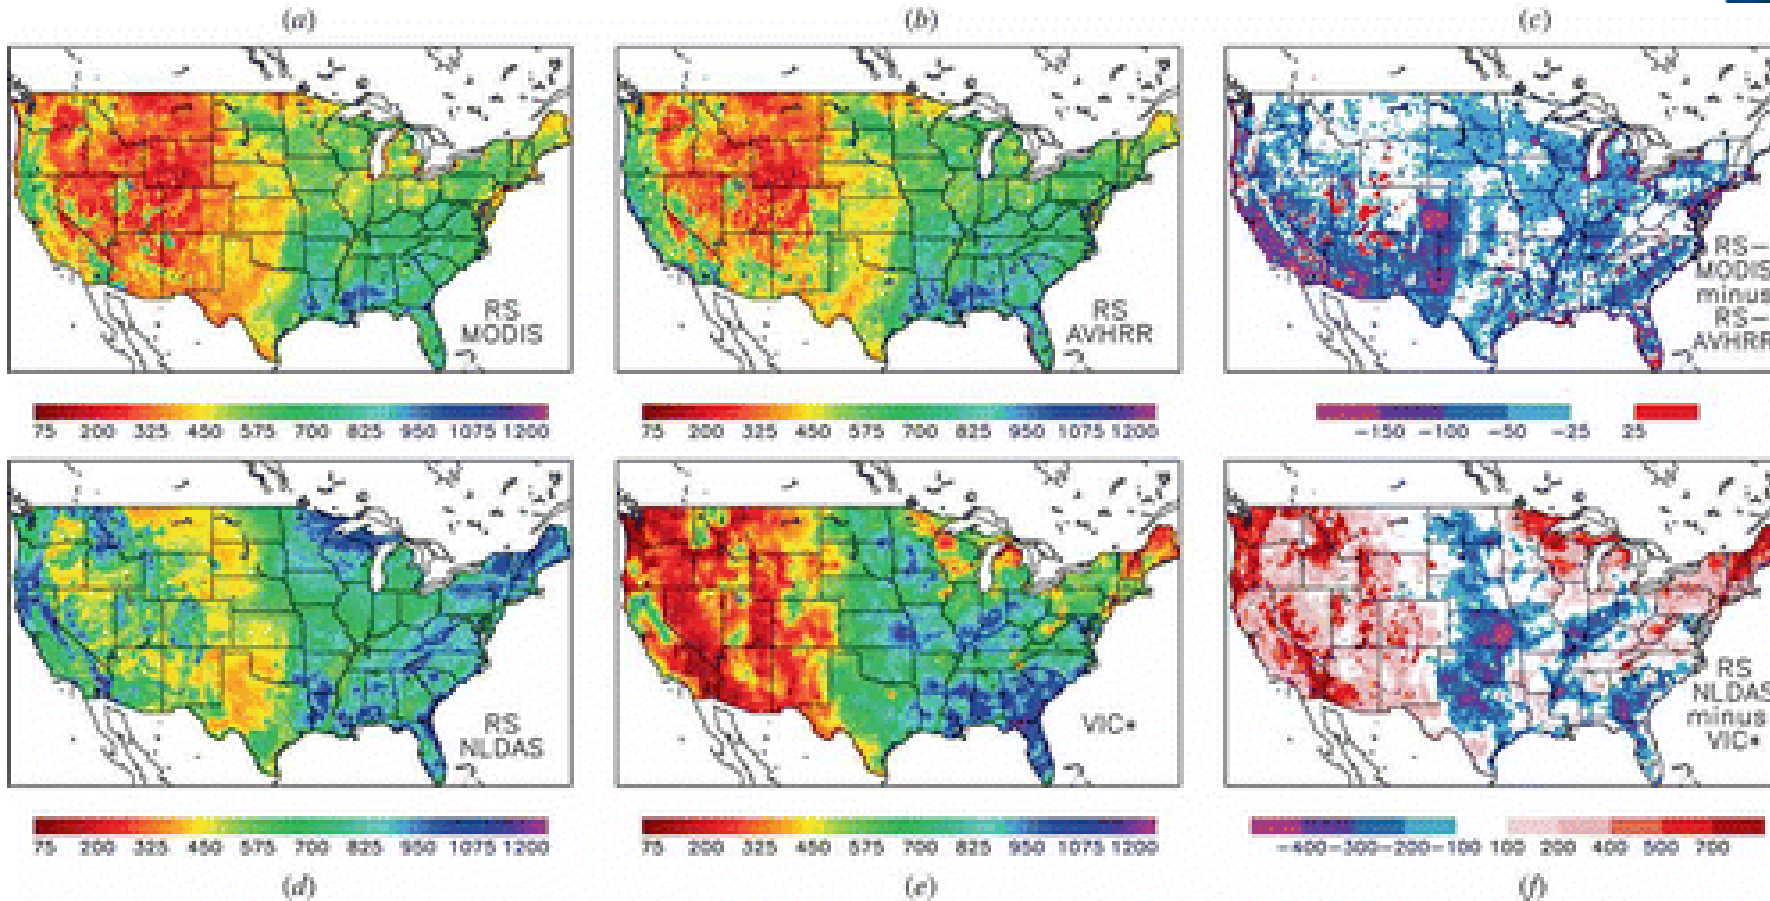 (a)
(b)
(c)
RS
MODIS
RS
AVHRR
RS–
MODIS
minus
RS–
AVHRR
75 200 325 450 575 700 825 950 1075 1200
75 200 325 450 575 700 825 950 1075 1200
-150 -100 -50 -25 25
RS
NLDAS
VIC*
RS
NLDAS
minus
VIC*
75 200 325 450 575 700 825 950 1075 1200
75 200 325 450 575 700 825 950 1075 1200
-400-300-200-100 100 200 400 500 700
(d)
(e)
(f)